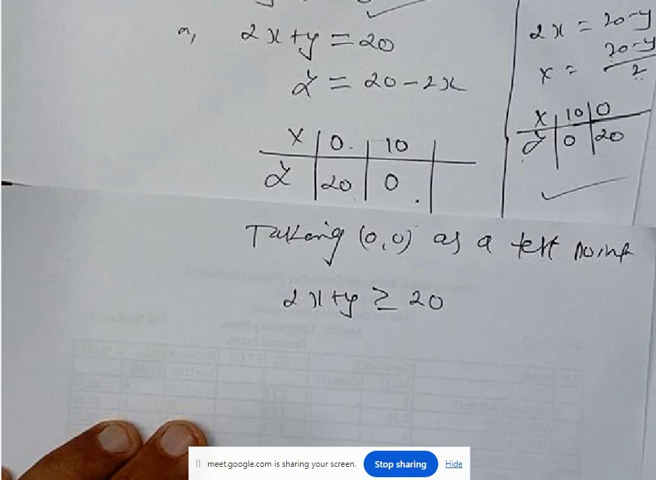 a, 2x+y=20
y = 20-2x
x 0. 10
y 20 0.
2x = 20-y
x = 20-y
2
x 10 0
y 0 20
Taking (0,0) as a test point
2x+y ≥ 20
meet.google.com is sharing your screen. Stop sharing Hide